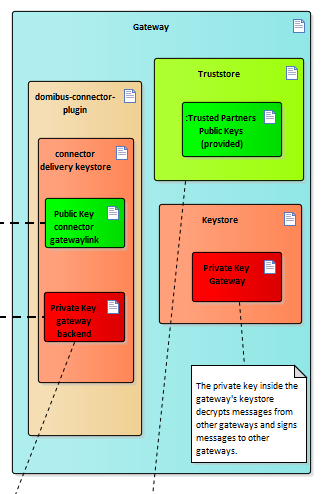 Gateway
domibus-connector-
plugin
connector
delivery keystore
Public Key
connector
gatewaylink
Private Key
gateway
backend
Truststore
:Trusted Partners
Public Keys
(provided)
Keystore
Private Key
Gateway
The private key inside the
gateway's keystore
decrypts messages from
other gateways and signs
messages to other
gateways.